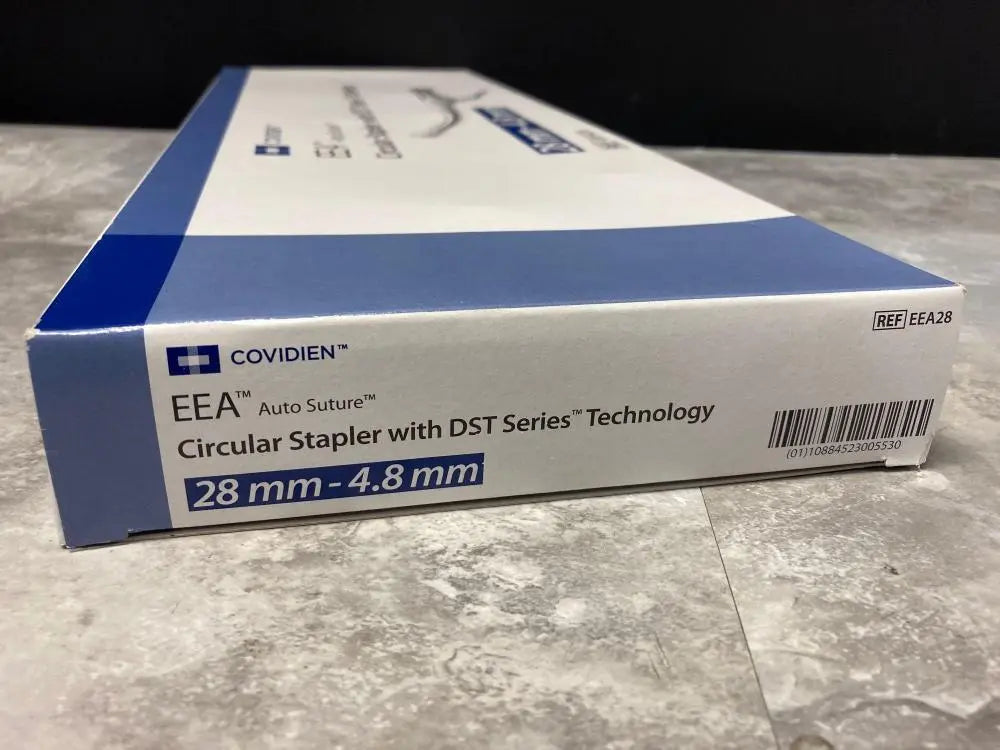 COVIDIEN™
REF EEA28
EEA™ Auto Suture™
Circular Stapler with DST Series™ Technology
28 mm - 4.8 mm
(01)10884523005530